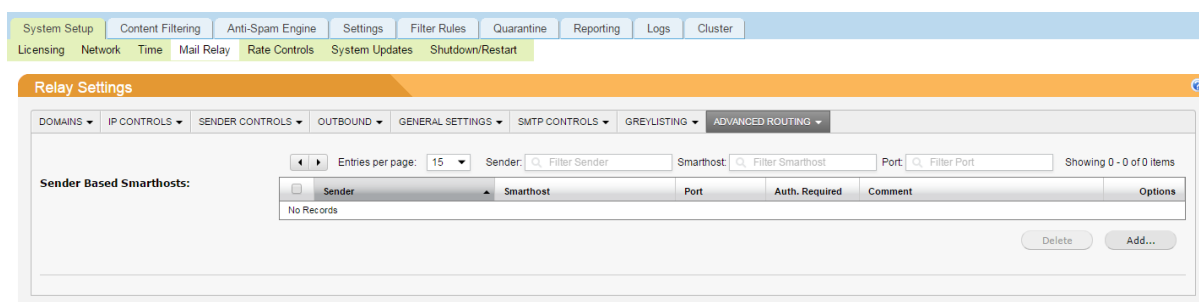 System Setup Content Filtering Anti-Spam Engine Settings Filter Rules Quarantine Reporting Logs Cluster
Licensing Network Time Mail Relay Rate Controls System Updates Shutdown/Restart
Relay Settings
DOMAINS IP CONTROLS SENDER CONTROLS OUTBOUND GENERAL SETTINGS SMTP CONTROLS GREYLISTING ADVANCED ROUTING
Entries per page: 15 Sender: Filter Sender Smarthost: Filter Smarthost Port: Filter Port Showing 0 - 0 of 0 items
Sender Based Smarthosts:
Sender Smarthost Port Auth. Required Comment Options
No Records
Delete Add...